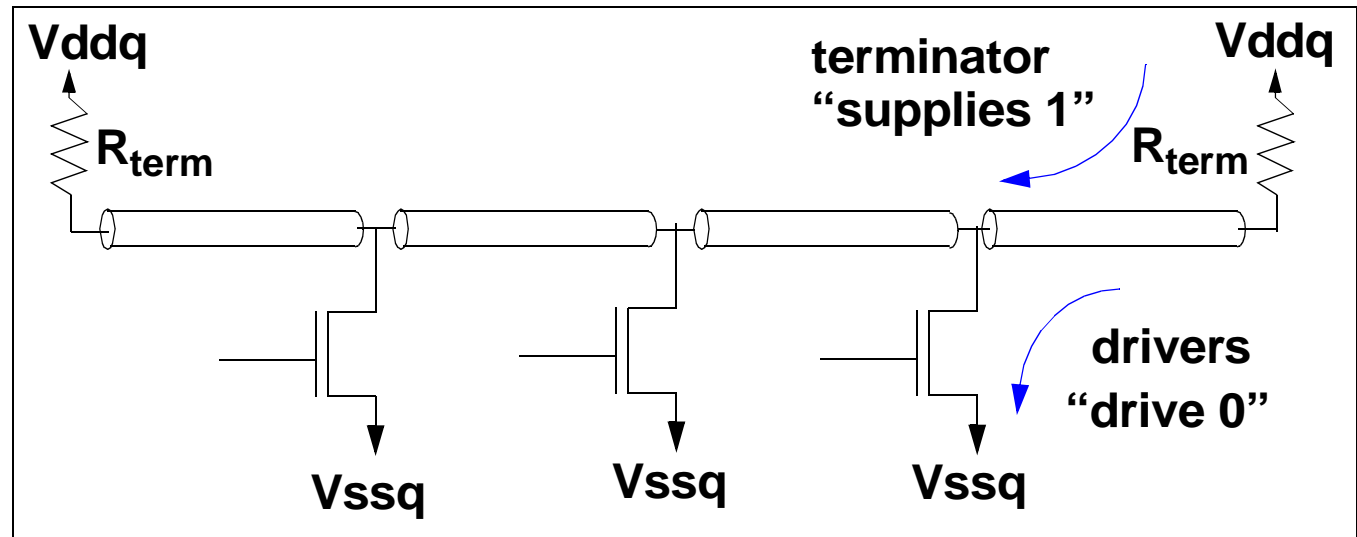 Vddq
terminator
“supplies 1”
Vddq
Rterm
Rterm
drivers
“drive 0”
Vssq
Vssq
Vssq